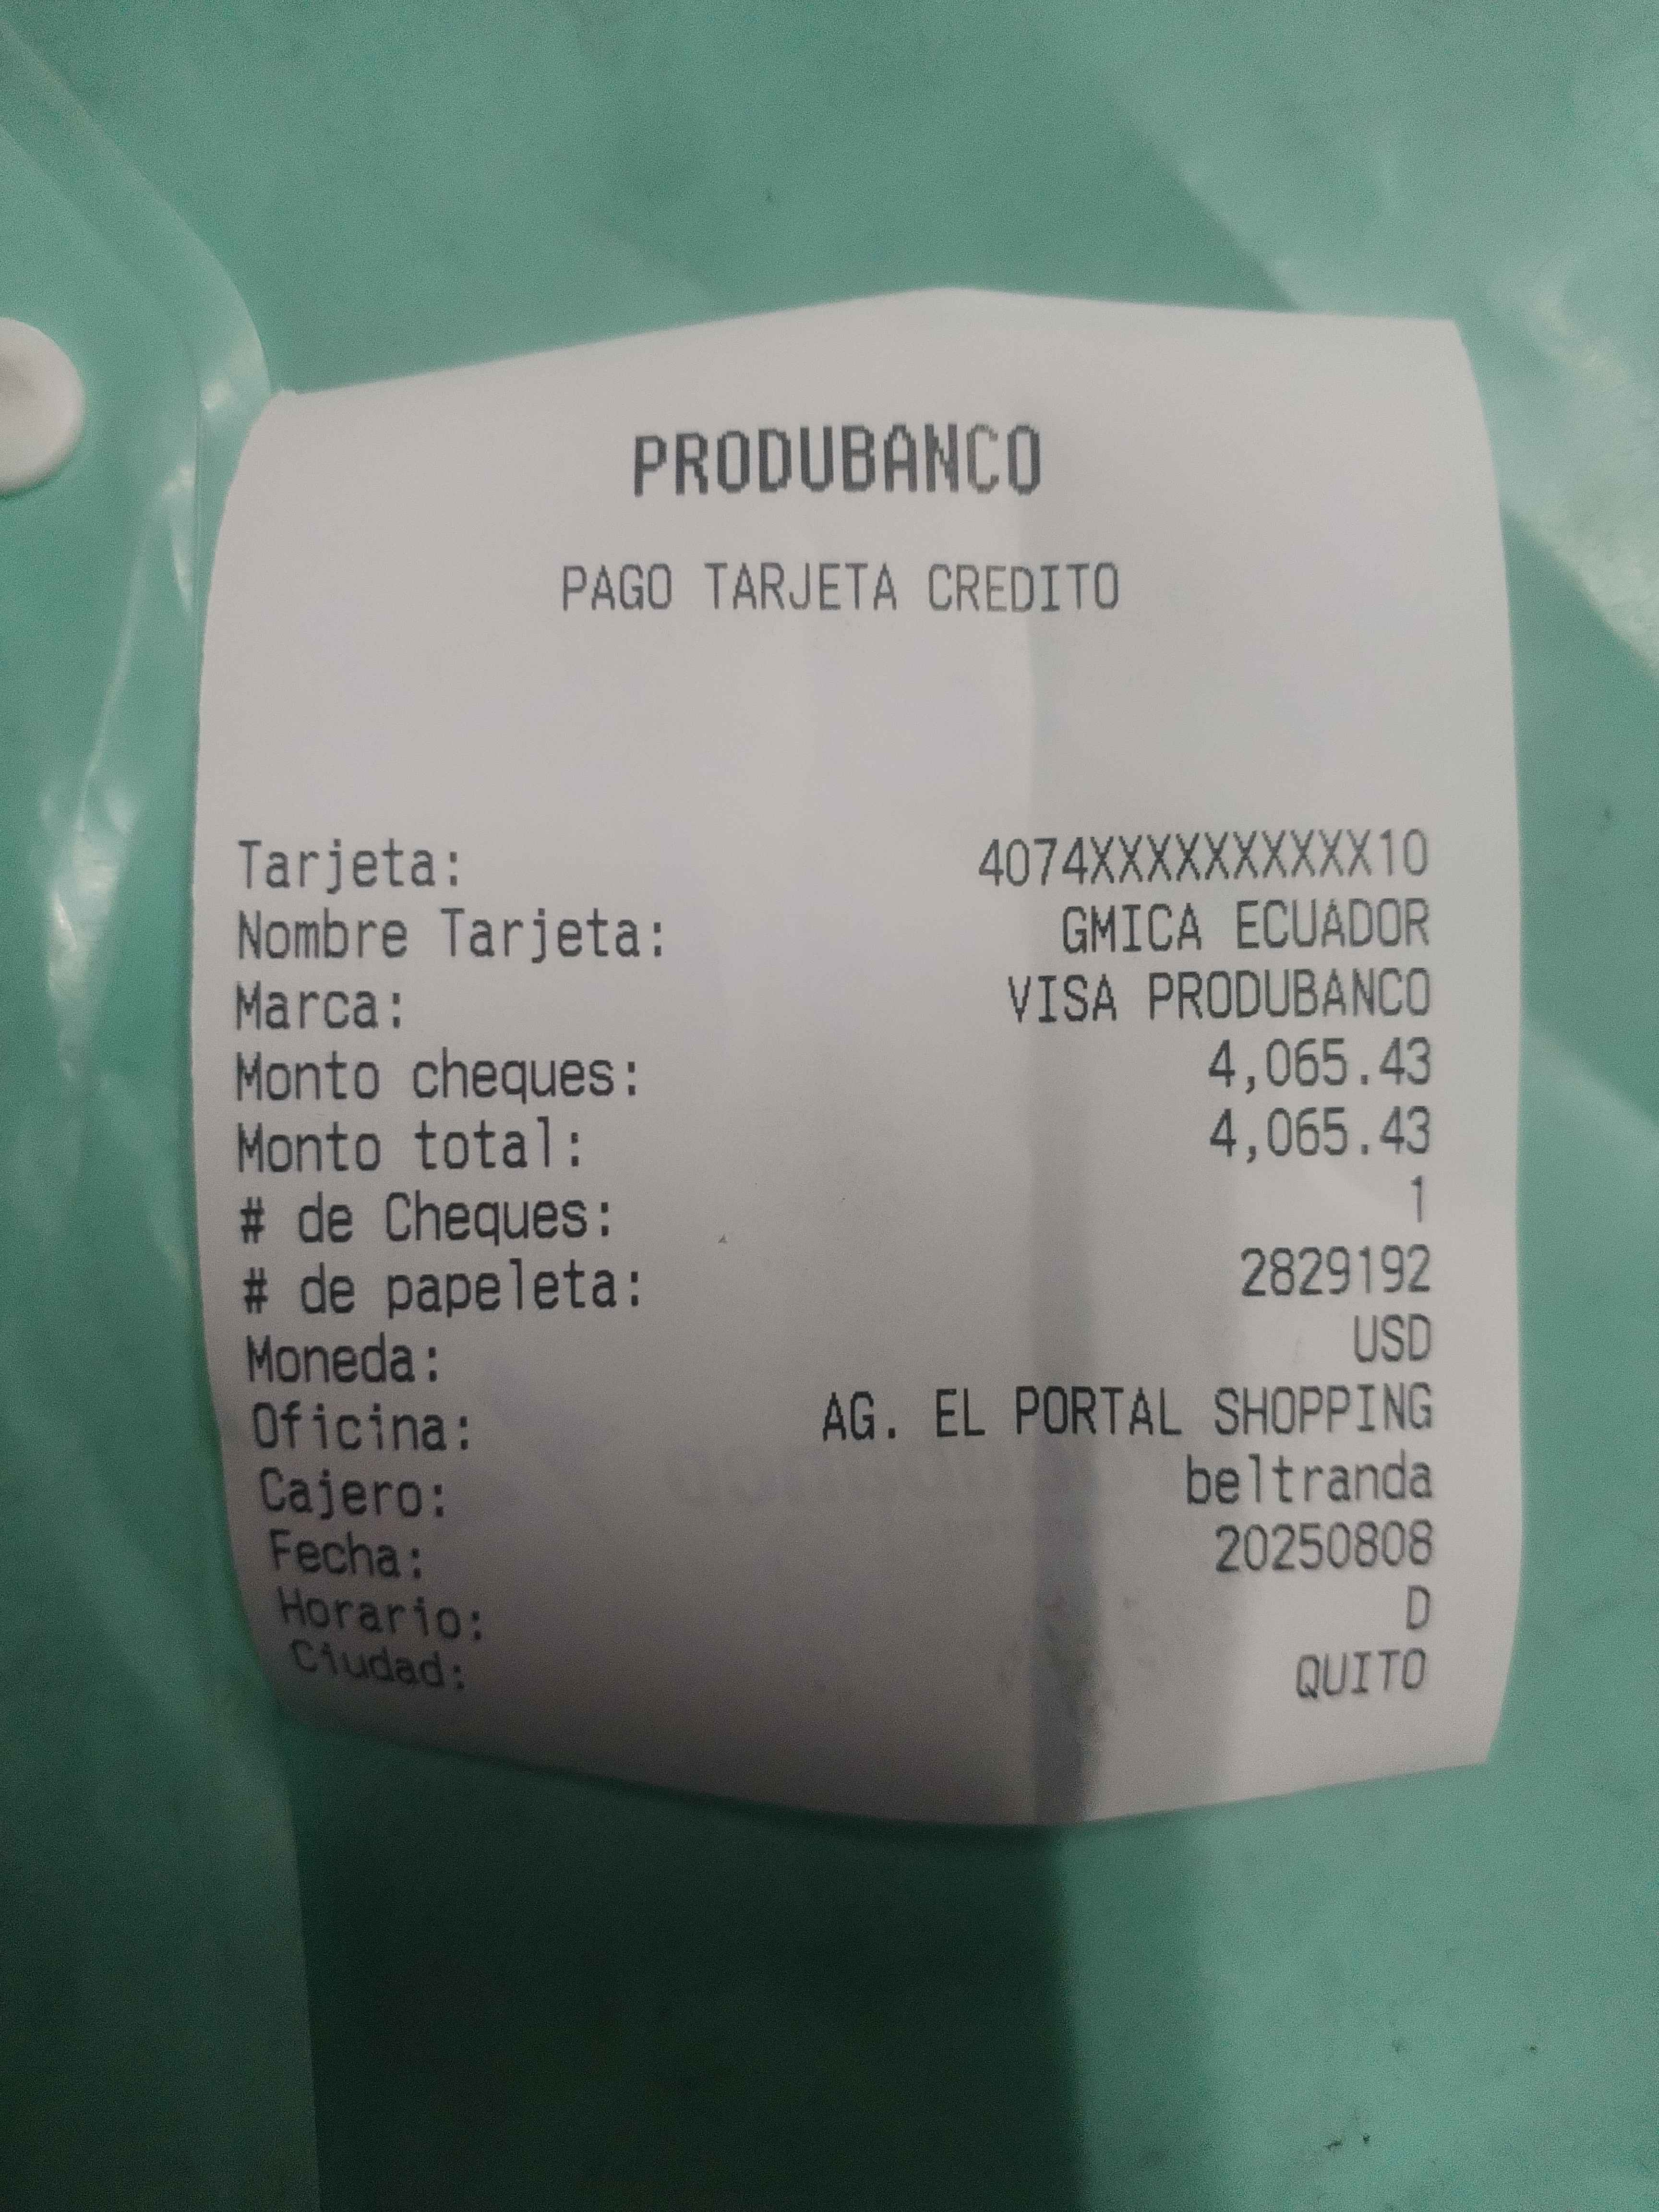 PRODUBANCO
PAGO TARJETA CREDITO
Tarjeta: 4074XXXXXXXXXX10
Nombre Tarjeta: GMICA ECUADOR
Marca: VISA PRODUBANCO
Monto cheques: 4,065.43
Monto total: 4,065.43
# de Cheques: 1
# de papeleta: 2829192
Moneda: USD
Oficina: AG. EL PORTAL SHOPPING
Cajero: beltranda
Fecha: 20250808
Horario: D
Ciudad: QUITO